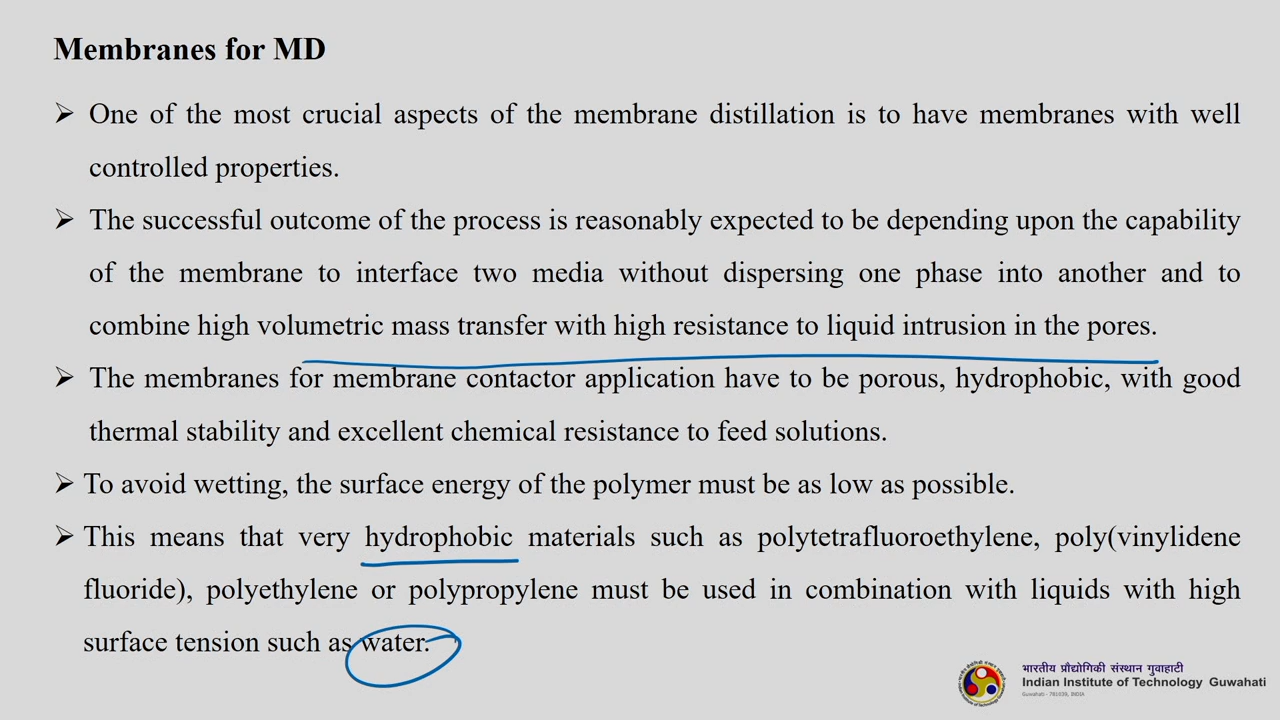 Membranes for MD
➢ One of the most crucial aspects of the membrane distillation is to have membranes with well
controlled properties.
➢ The successful outcome of the process is reasonably expected to be depending upon the capability
of the membrane to interface two media without dispersing one phase into another and to
combine high volumetric mass transfer with high resistance to liquid intrusion in the pores.
➢ The membranes for membrane contactor application have to be porous, hydrophobic, with good
thermal stability and excellent chemical resistance to feed solutions.
➢ To avoid wetting, the surface energy of the polymer must be as low as possible.
➢ This means that very hydrophobic materials such as polytetrafluoroethylene, poly(vinylidene
fluoride), polyethylene or polypropylene must be used in combination with liquids with high
surface tension such as water.
भारतीय प्रौद्योगिकी संस्थान गुवाहाटी
Indian Institute of Technology Guwahati
Guwahati - 781039, INDIA